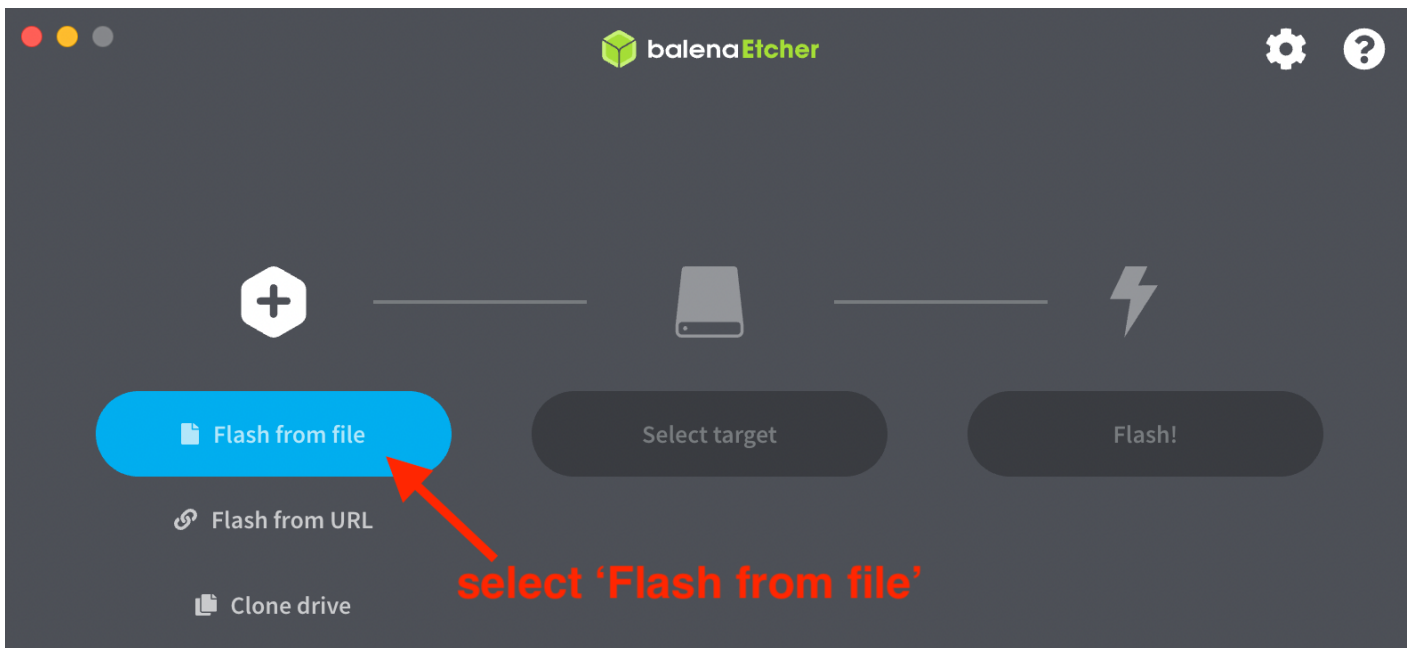 balenaEtcher
Flash from file
Select target
Flash!
Flash from URL
select ‘Flash from file’
Clone drive